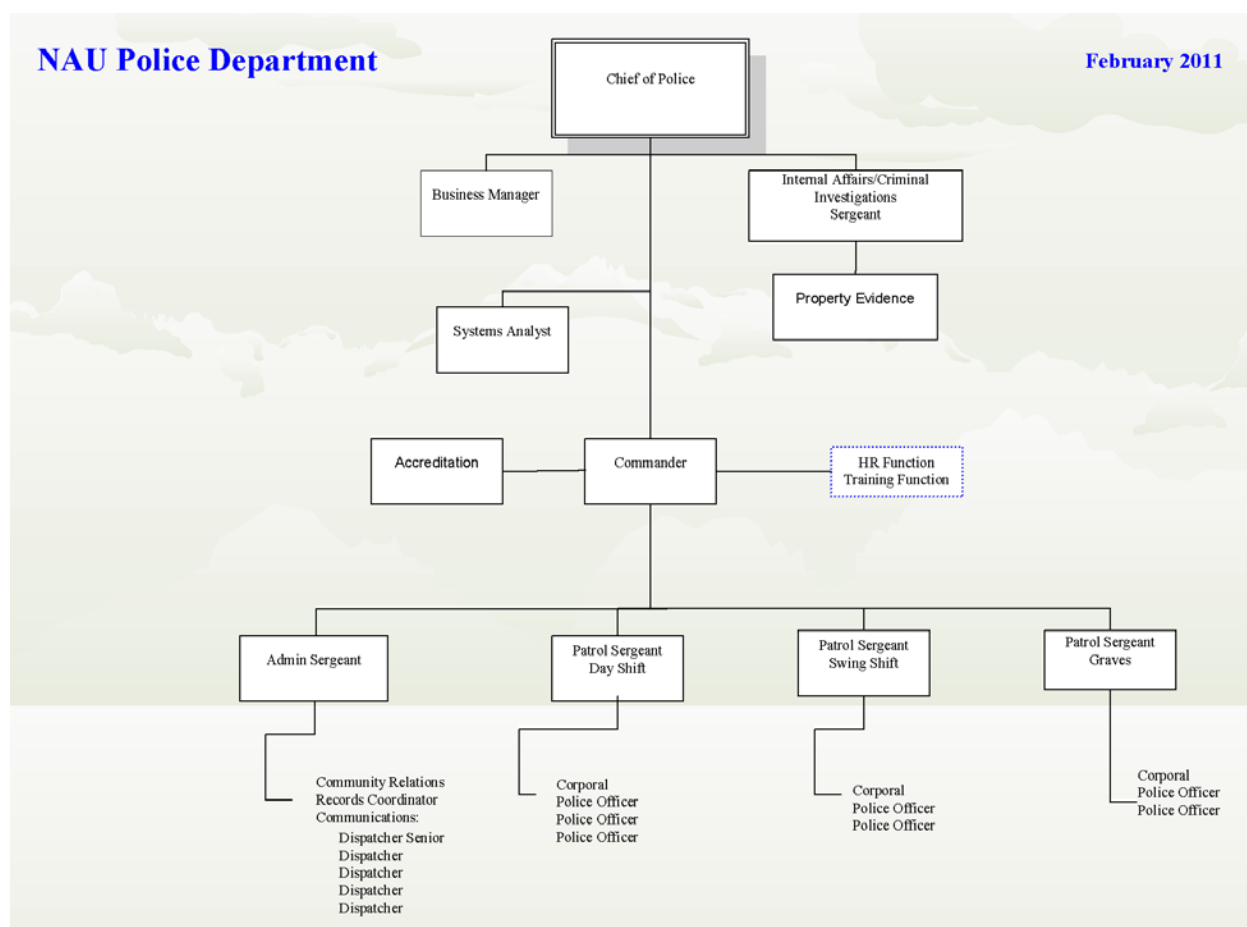 NAU Police Department
February 2011
Chief of Police
Business Manager
Internal Affairs/Criminal
Investigations
Sergeant
Property Evidence
Systems Analyst
Accreditation
Commander
HR Function
Training Function
Admin Sergeant
Patrol Sergeant
Day Shift
Patrol Sergeant
Swing Shift
Patrol Sergeant
Graves
Community Relations
Records Coordinator
Communications:
Dispatcher Senior
Dispatcher
Dispatcher
Dispatcher
Dispatcher
Corporal
Police Officer
Police Officer
Police Officer
Corporal
Police Officer
Police Officer
Corporal
Police Officer
Police Officer